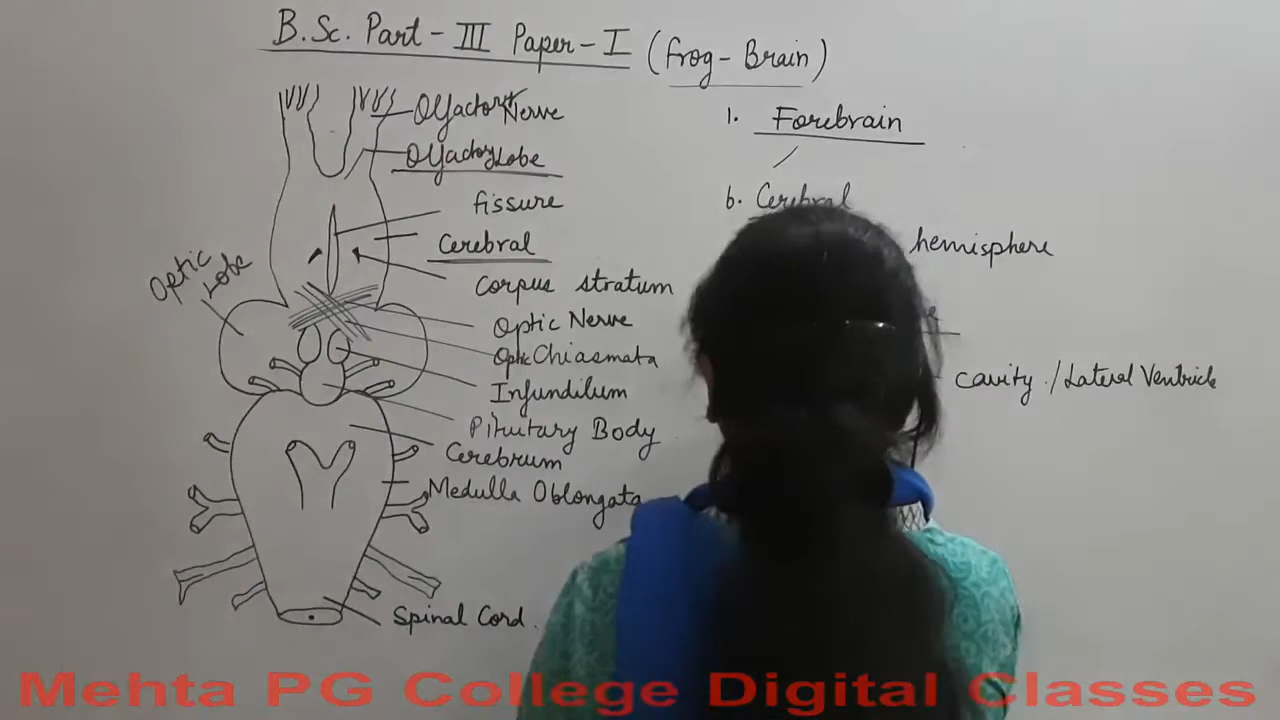 B.Sc. Part - III Paper - I (Frog - Brain)
Olfactory Nerve
Olfactory Lobe
fissure
Cerebral
Corpus stratum
Optic Nerve
Optic Chiasmata
Infundilum
Pituitary Body
Cerebrum
Medulla Oblongata
Spinal Cord.
Optic Lobe
1. Forebrain
b. Cerebral
hemisphere
cavity / Lateral Ventricle
Mehta PG College Digital Classes